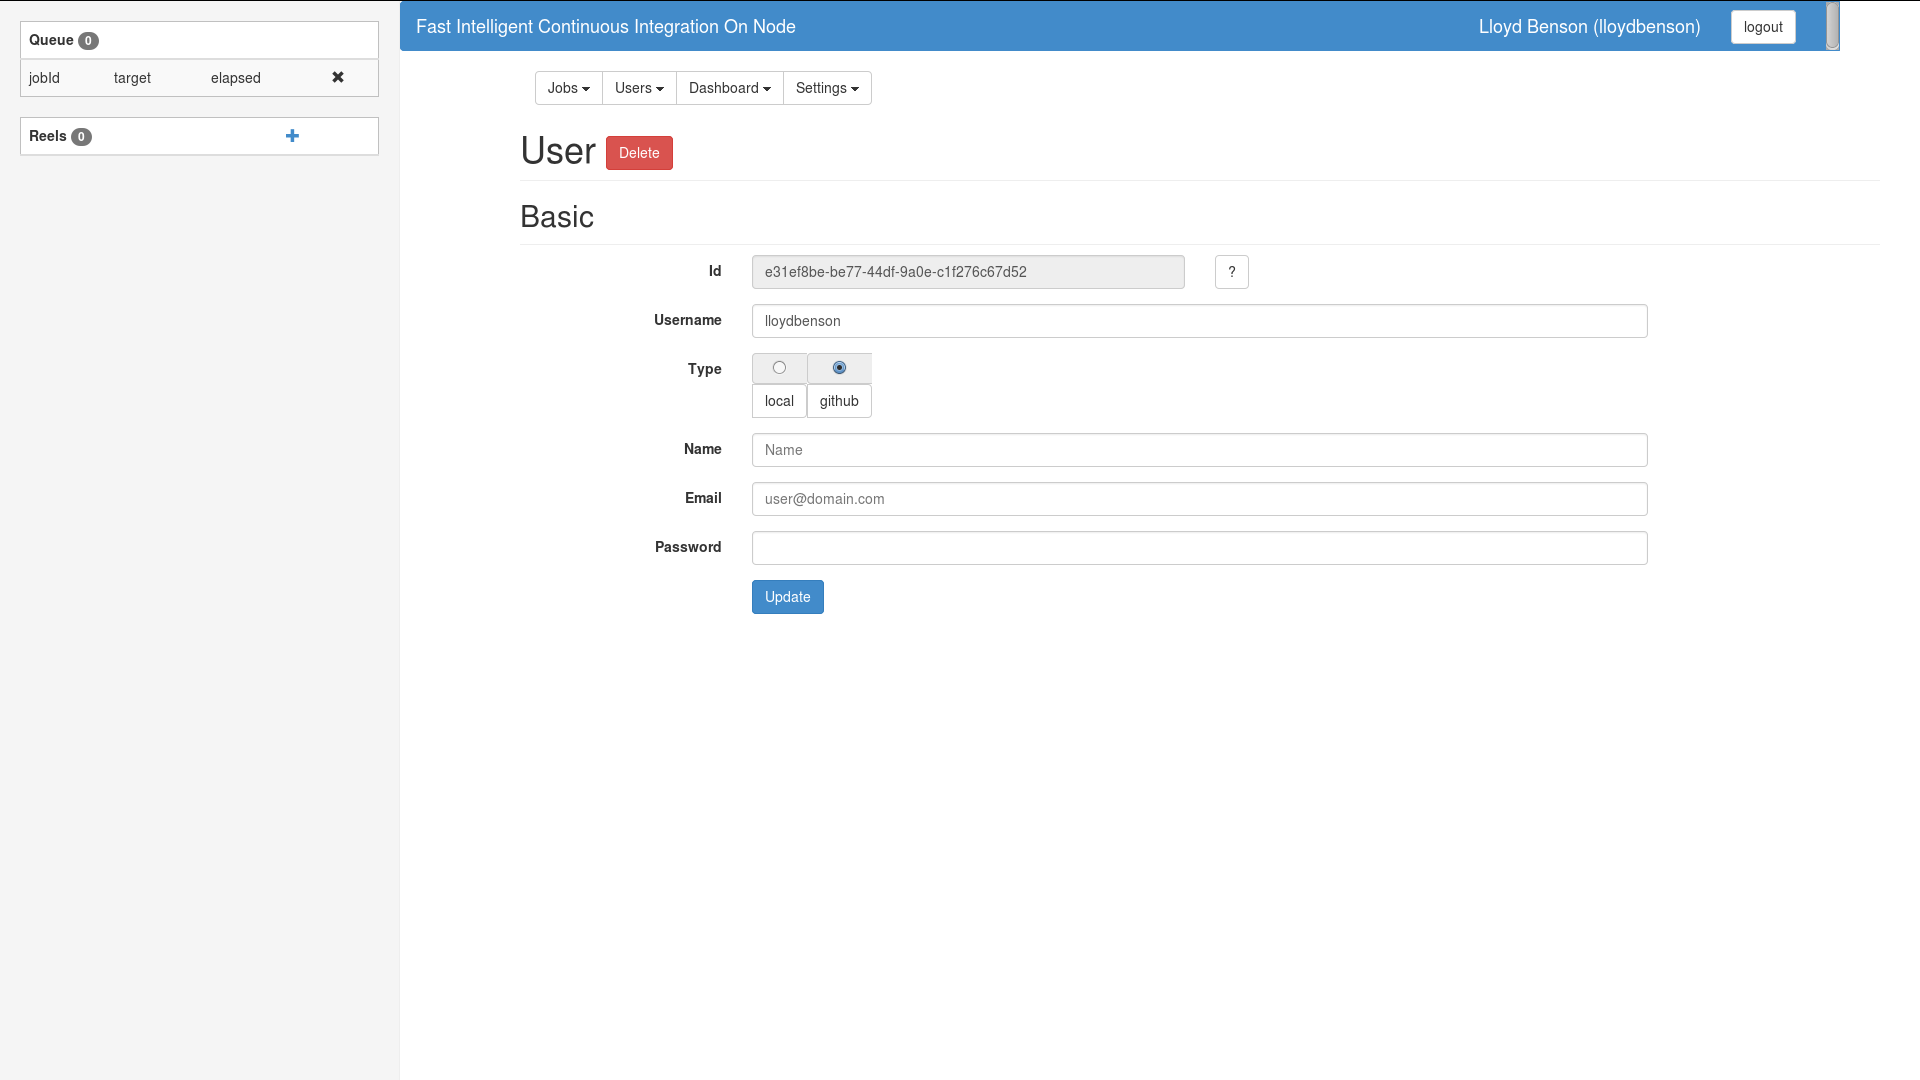 Queue 0
jobId target elapsed ✖
Reels 0 +
Fast Intelligent Continuous Integration On Node
Lloyd Benson (lloydbenson) logout
Jobs Users Dashboard Settings
User Delete
Basic
Id e31ef8be-be77-44df-9a0e-c1f276c67d52 ?
Username lloydbenson
Type
local github
Name Name
Email user@domain.com
Password
Update